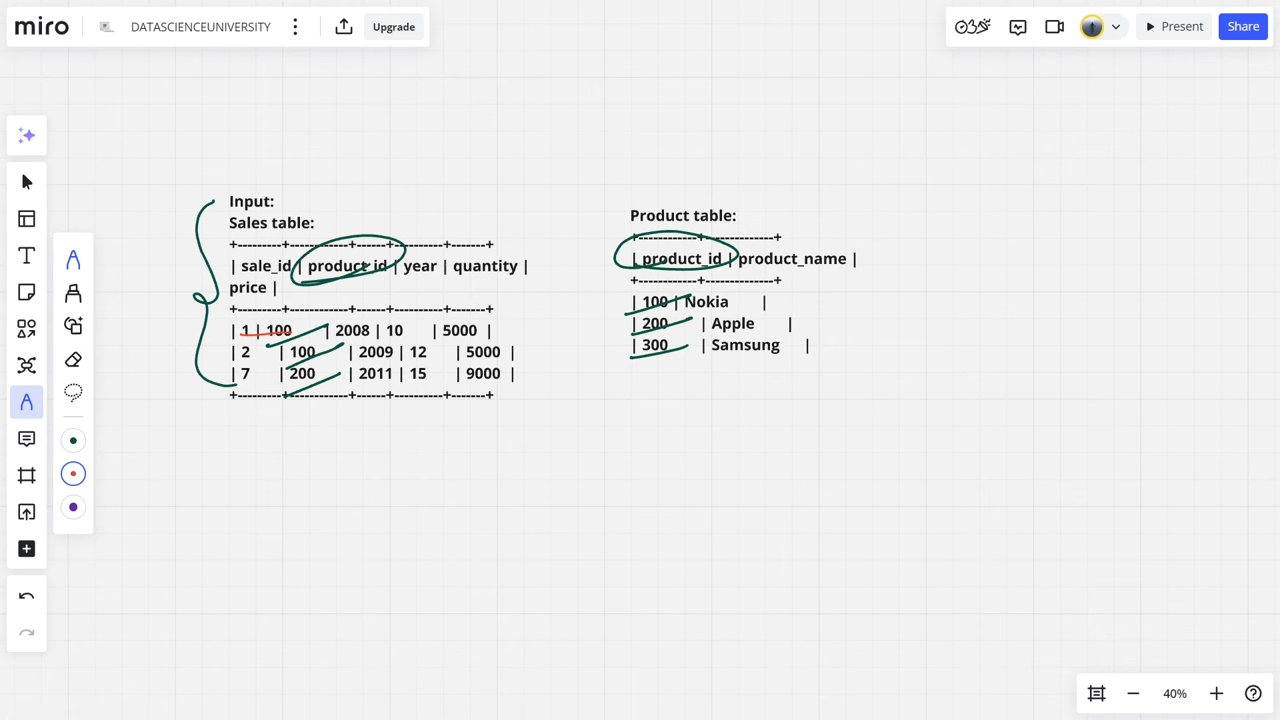 miro
DATASCIENCEUNIVERSITY
Upgrade
Present
Share
Input:
Sales table:
+---------+------------+------+----------+-------+
| sale_id | product_id | year | quantity |
price |
+---------+------------+------+----------+-------+
| 1 | 100 | 2008 | 10 | 5000 |
| 2 | 100 | 2009 | 12 | 5000 |
| 7 | 200 | 2011 | 15 | 9000 |
+---------+------------+------+----------+-------+
Product table:
+------------+--------------+
| product_id | product_name |
+------------+--------------+
| 100 | Nokia |
| 200 | Apple |
| 300 | Samsung |
40%